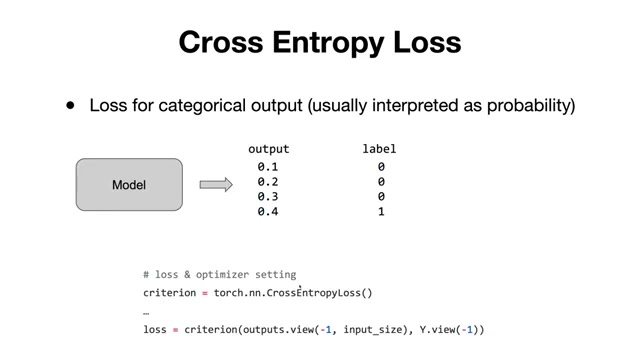 Cross Entropy Loss
● Loss for categorical output (usually interpreted as probability)
output label
0.1 0
0.2 0
Model
0.3 0
0.4 1
# loss & optimizer setting
criterion = torch.nn.CrossEntropyLoss()
…
loss = criterion(outputs.view(-1, input_size), Y.view(-1))